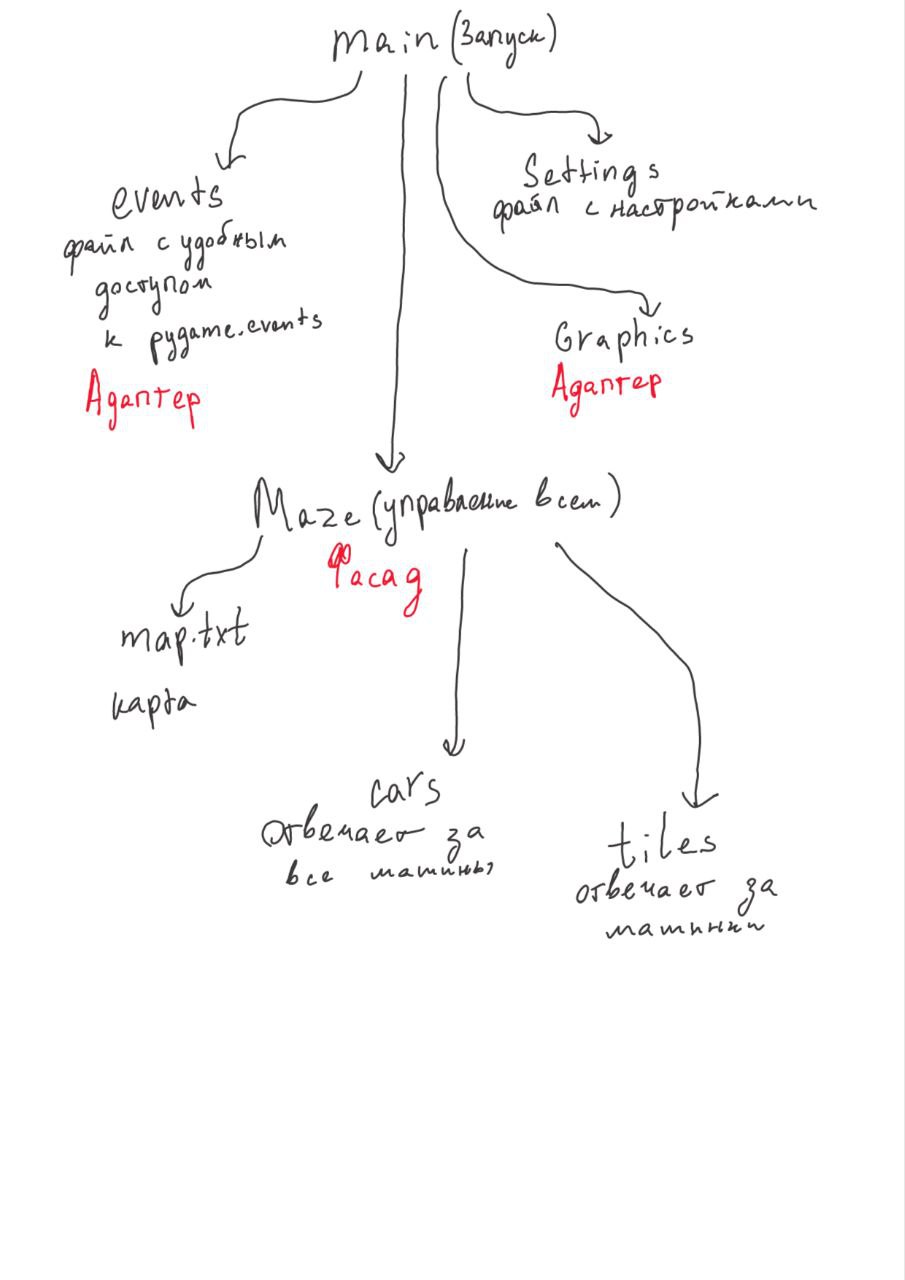 main (Запуск)
events
файл с удобным
доступом
к pygame.events
Адаптер
Settings
файл с настройками
Graphics
Адаптер
Maze (управление всем)
Фасад
map.txt
карта
cars
отвечает за
все машины
tiles
отвечает за
машинки